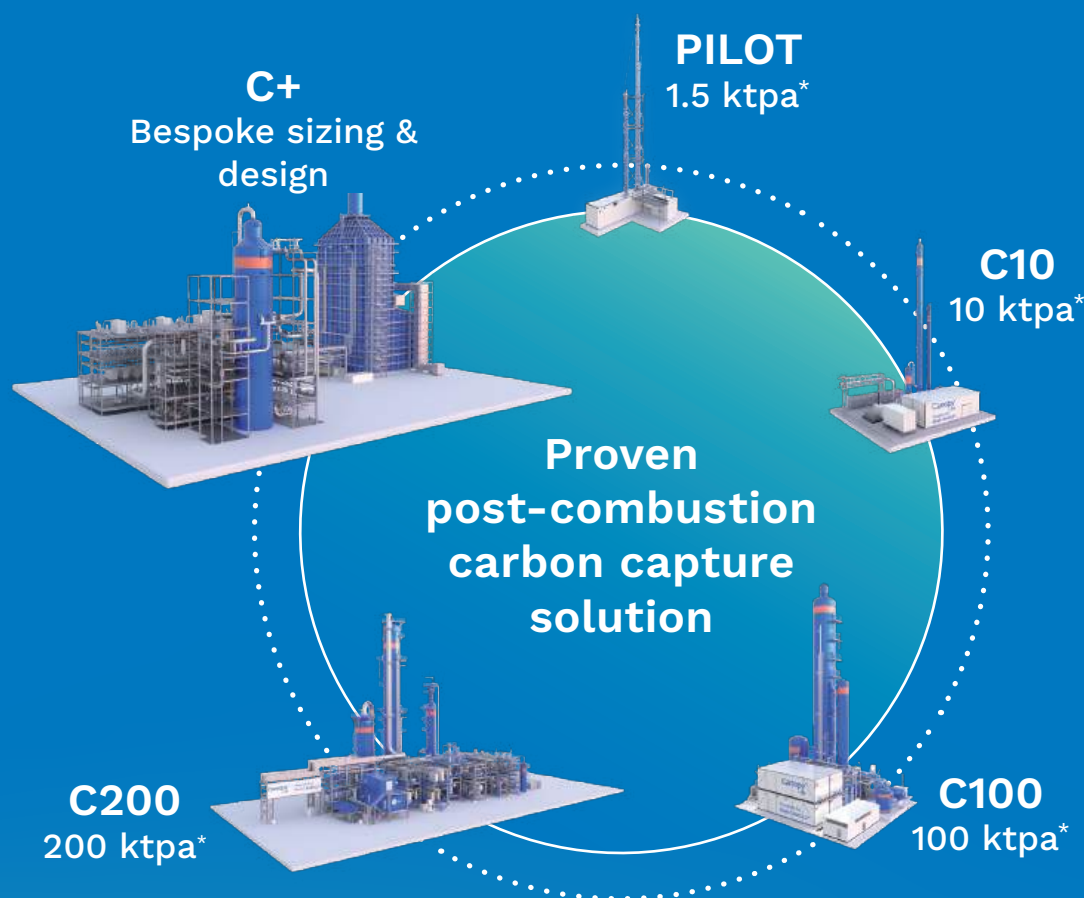 PILOT
1.5 ktpa*
C+
Bespoke sizing &
design
C10
10 ktpa*
Proven
post-combustion
carbon capture
solution
C200
200 ktpa*
C100
100 ktpa*